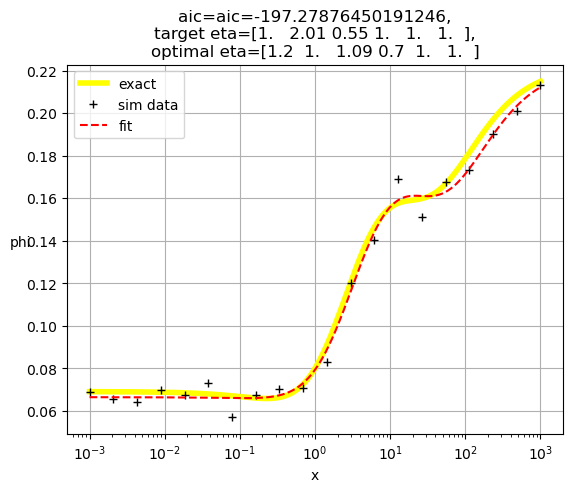 aic=aic=-197.27876450191246,
target eta=[1.   2.01 0.55 1.   1.   1.  ],
optimal eta=[1.2  1.   1.09 0.7  1.   1.  ]
0.22
0.20
0.18
0.16
0.14
0.12
0.10
0.08
0.06
phi
exact
sim data
fit
10⁻³ 10⁻² 10⁻¹ 10⁰ 10¹ 10² 10³
x